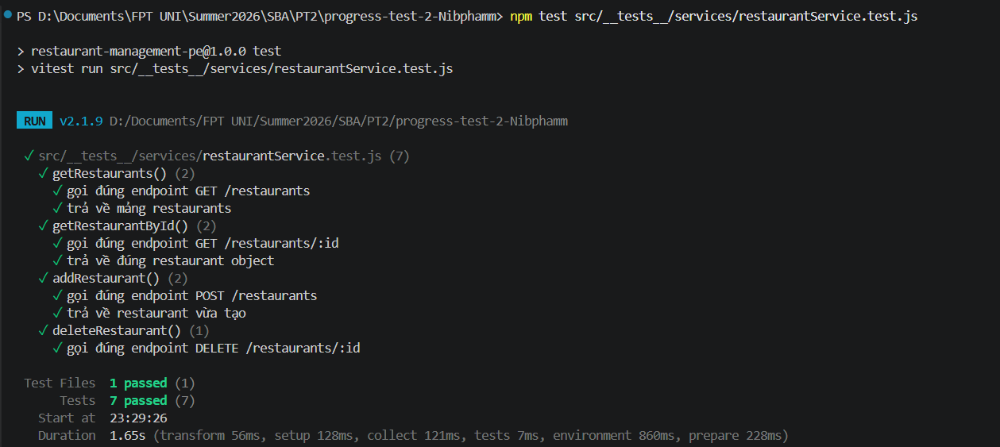 PS D:\Documents\FPT UNI\Summer2026\SBA\PT2\progress-test-2-Nibphamm> npm test src/__tests__/services/restaurantService.test.js
> restaurant-management-pe@1.0.0 test
> vitest run src/__tests__/services/restaurantService.test.js
RUN v2.1.9 D:/Documents/FPT UNI/Summer2026/SBA/PT2/progress-test-2-Nibphamm
✓ src/__tests__/services/restaurantService.test.js (7)
✓ getRestaurants() (2)
✓ gọi đúng endpoint GET /restaurants
✓ trả về mảng restaurants
✓ getRestaurantById() (2)
✓ gọi đúng endpoint GET /restaurants/:id
✓ trả về đúng restaurant object
✓ addRestaurant() (2)
✓ gọi đúng endpoint POST /restaurants
✓ trả về restaurant vừa tạo
✓ deleteRestaurant() (1)
✓ gọi đúng endpoint DELETE /restaurants/:id
Test Files 1 passed (1)
Tests 7 passed (7)
Start at 23:29:26
Duration 1.65s (transform 56ms, setup 128ms, collect 121ms, tests 7ms, environment 860ms, prepare 228ms)